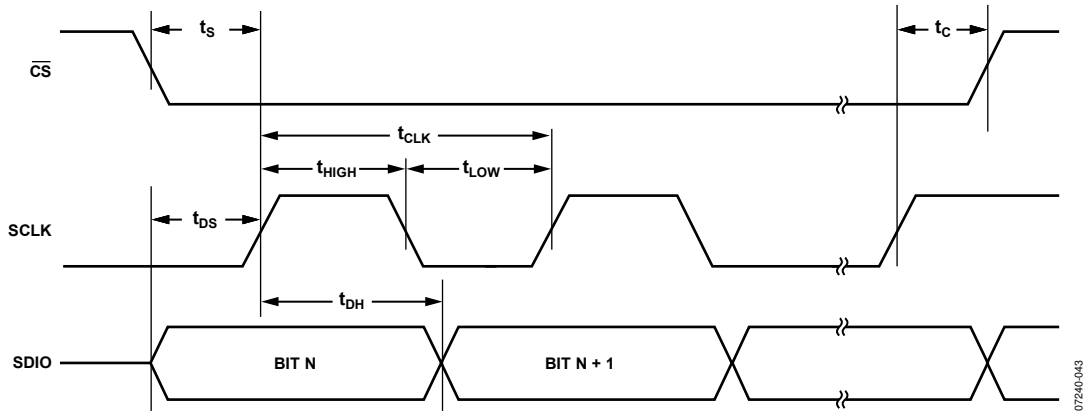 tS
tC
CS
tCLK
tHIGH
tLOW
tDS
SCLK
tDH
SDIO
BIT N
BIT N + 1
07240-043